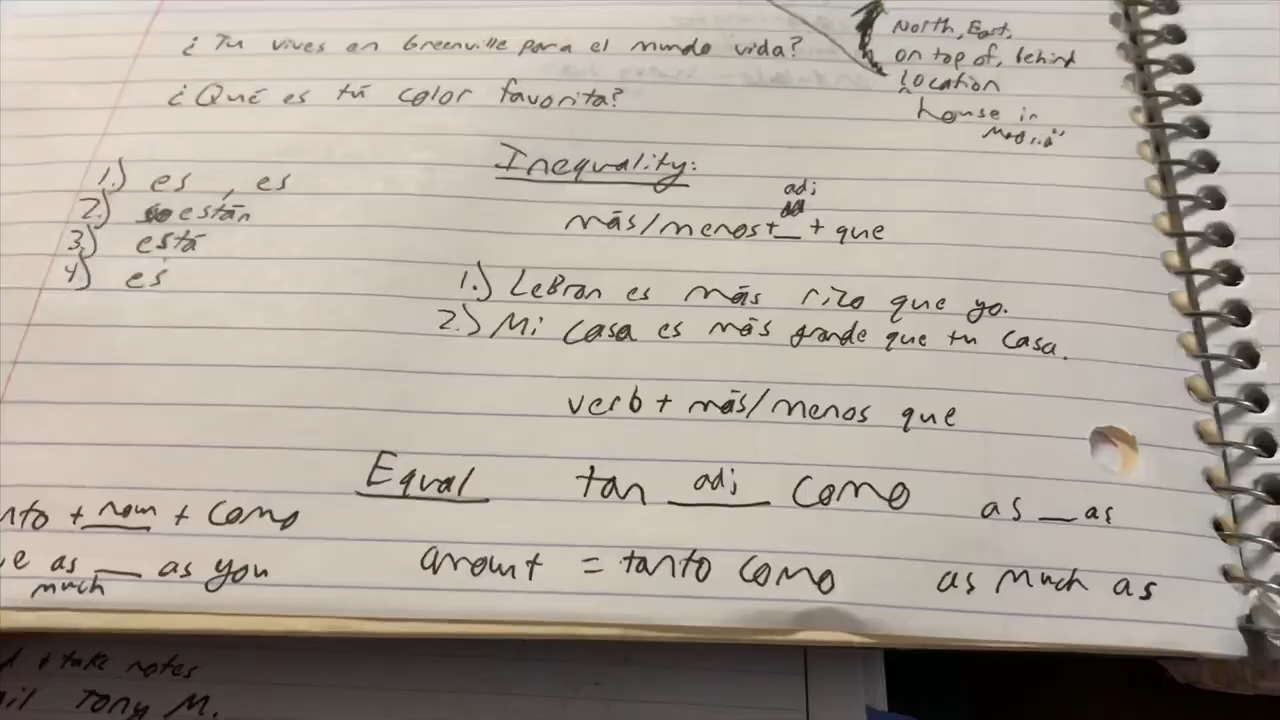 ¿Tu vives en Greenville para el mundo vida?
¿Qué es tú color favorita?
North, East,
on top of, behind
Location
house in
Inequality:
1.) es, es
2.) están
3.) está
4.) es
adj
más/menos+__+ que
1.) LeBron es más rico que yo.
2.) Mi casa es más grande que tu casa.
verb + más/menos que
Equal tan adj como as __ as
nto + noun + como
e as __ as you
much
amount = tanto como as much as
d + take notes
il Tony M.